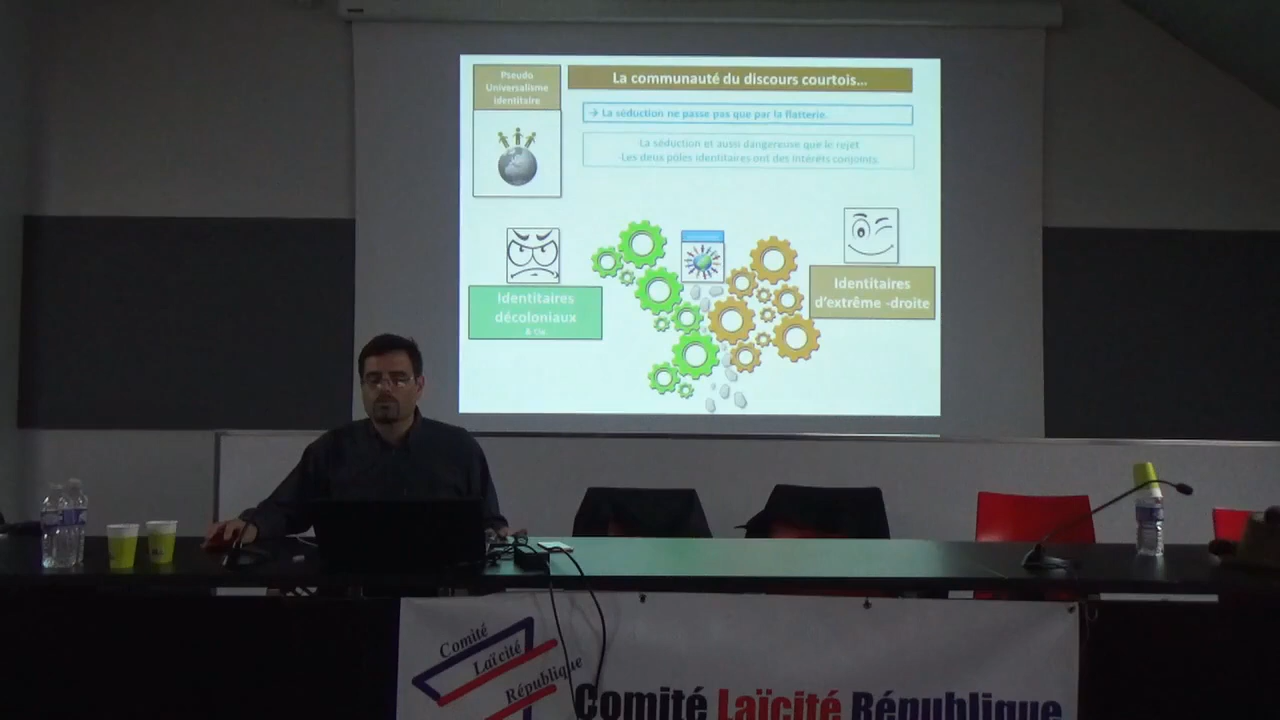 Pseudo
Universalisme
identitaire
La communauté du discours courtois...
→ La séduction ne passe pas que par la flatterie.
La séduction et aussi dangereuse que le rejet
Les deux pôles identitaires ont des intérêts conjoints.
Identitaires
décoloniaux
& Cie.
Identitaires
d'extrême -droite
Comité
Laïcité
République
Comité Laïcité République